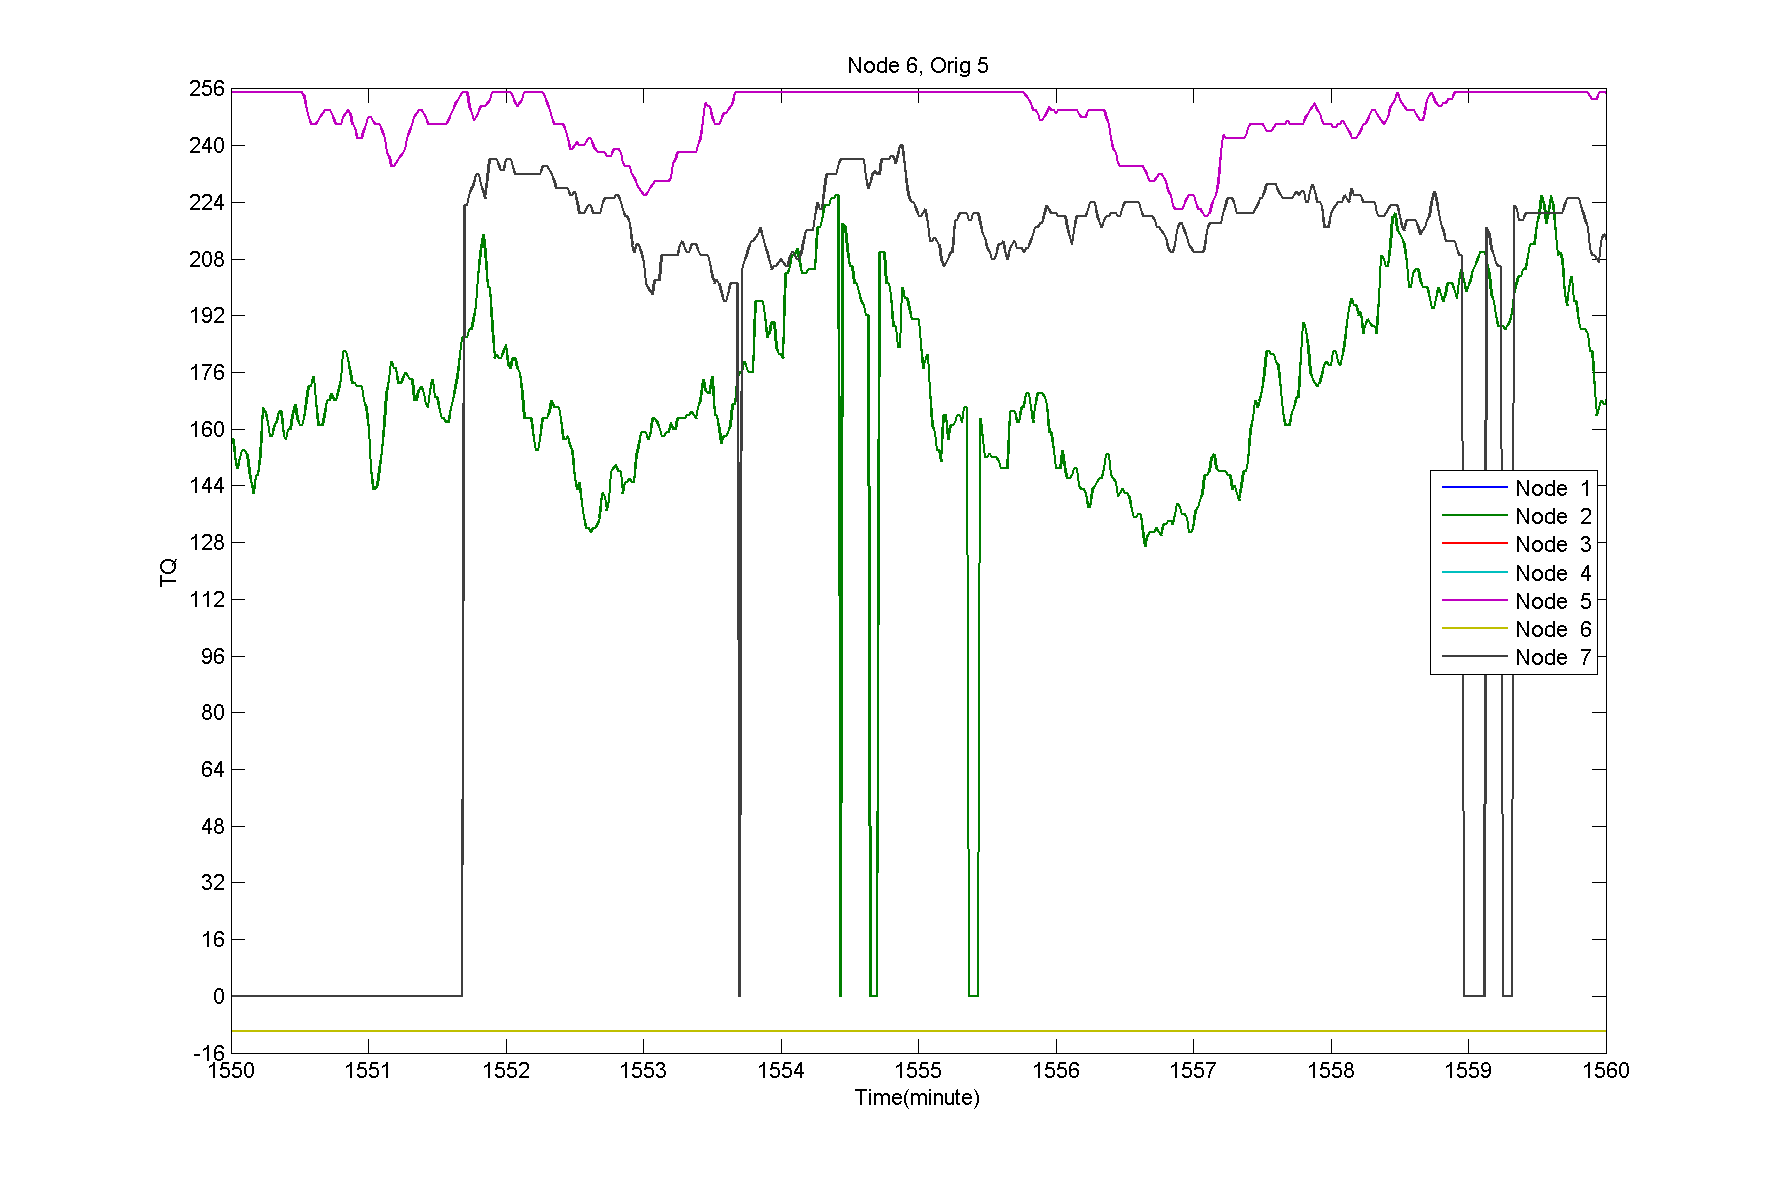 Node 6, Orig 5
256
240
224
208
192
176
160
144
128
112
96
80
64
48
32
16
0
-16
TQ
Node 1
Node 2
Node 3
Node 4
Node 5
Node 6
Node 7
1550 1551 1552 1553 1554 1555 1556 1557 1558 1559 1560
Time(minute)